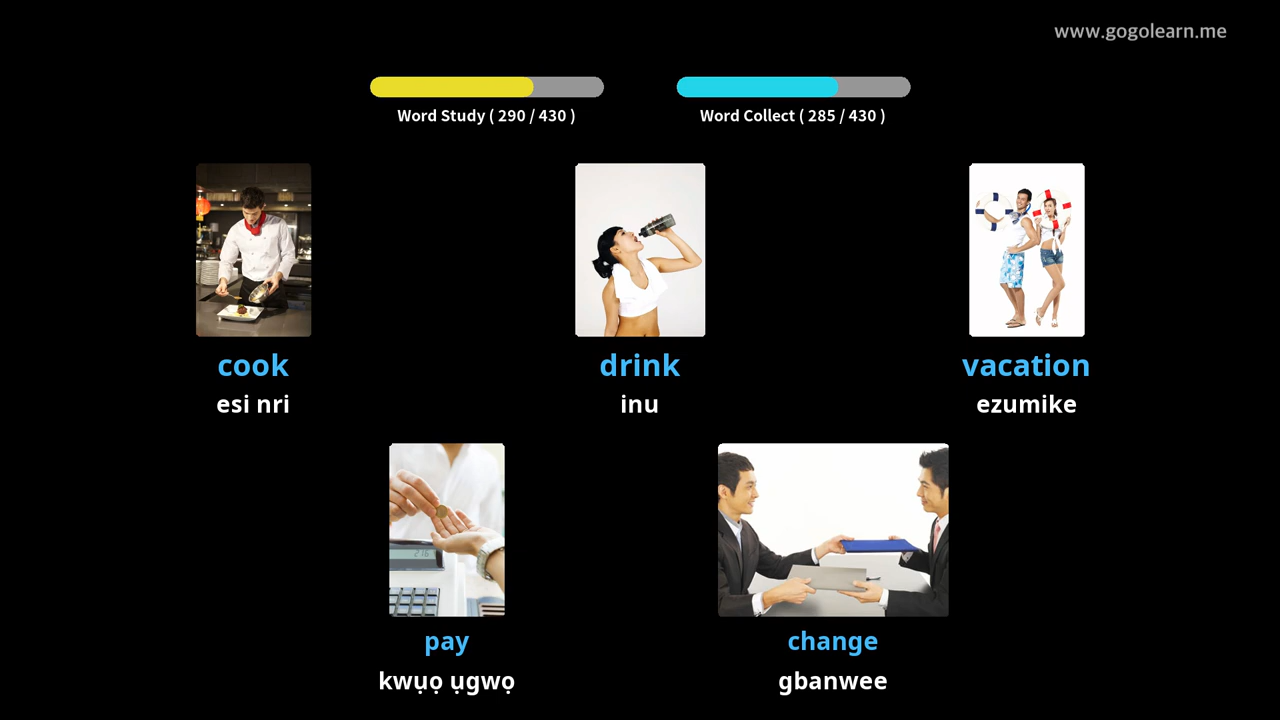 www.gogolearn.me
Word Study ( 290 / 430 )
Word Collect ( 285 / 430 )
cook
esi nri
drink
inu
vacation
ezumike
pay
kwụọ ụgwọ
change
gbanwee